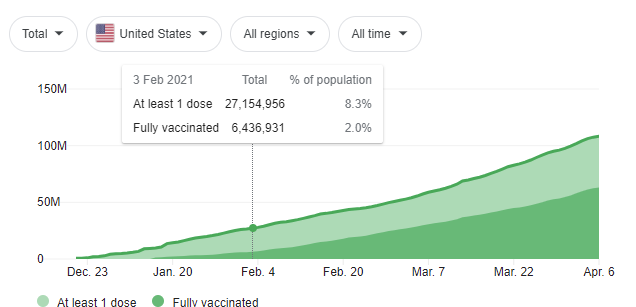 Total United States All regions All time
3 Feb 2021 Total % of population
At least 1 dose 27,154,956 8.3%
Fully vaccinated 6,436,931 2.0%
150M
100M
50M
0
Dec. 23 Jan. 20 Feb. 4 Feb. 20 Mar. 7 Mar. 22 Apr. 6
At least 1 dose Fully vaccinated